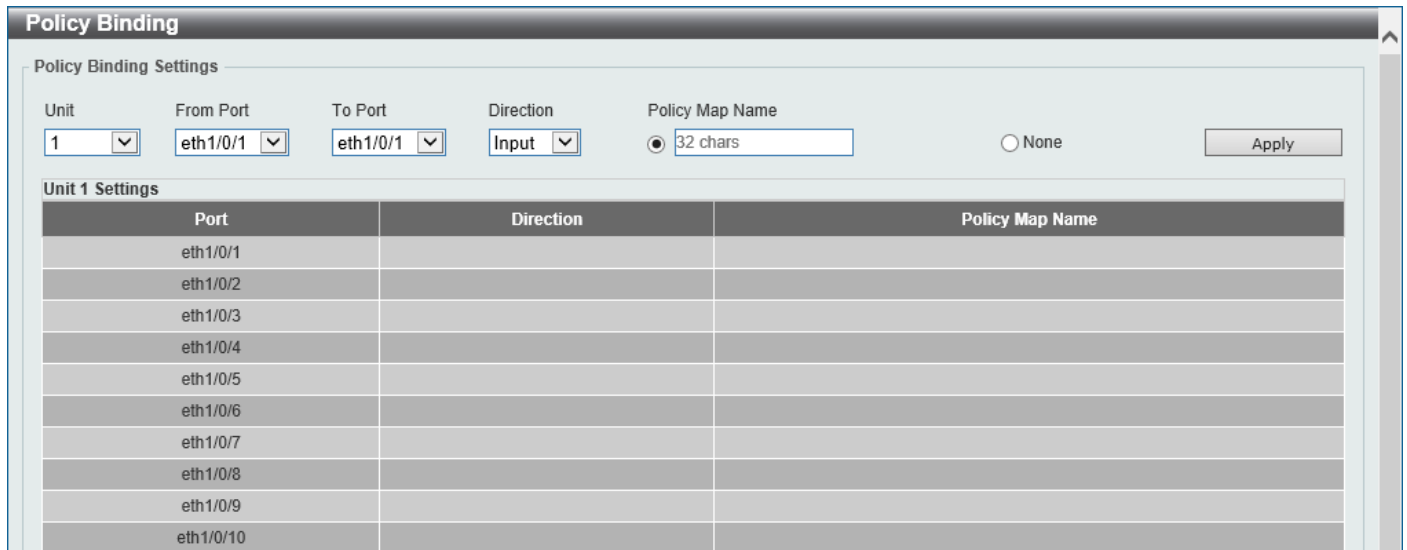 Policy Binding
Policy Binding Settings
Unit From Port To Port Direction Policy Map Name
1 eth1/0/1 eth1/0/1 Input 32 chars None Apply
Unit 1 Settings
Port Direction Policy Map Name
eth1/0/1
eth1/0/2
eth1/0/3
eth1/0/4
eth1/0/5
eth1/0/6
eth1/0/7
eth1/0/8
eth1/0/9
eth1/0/10